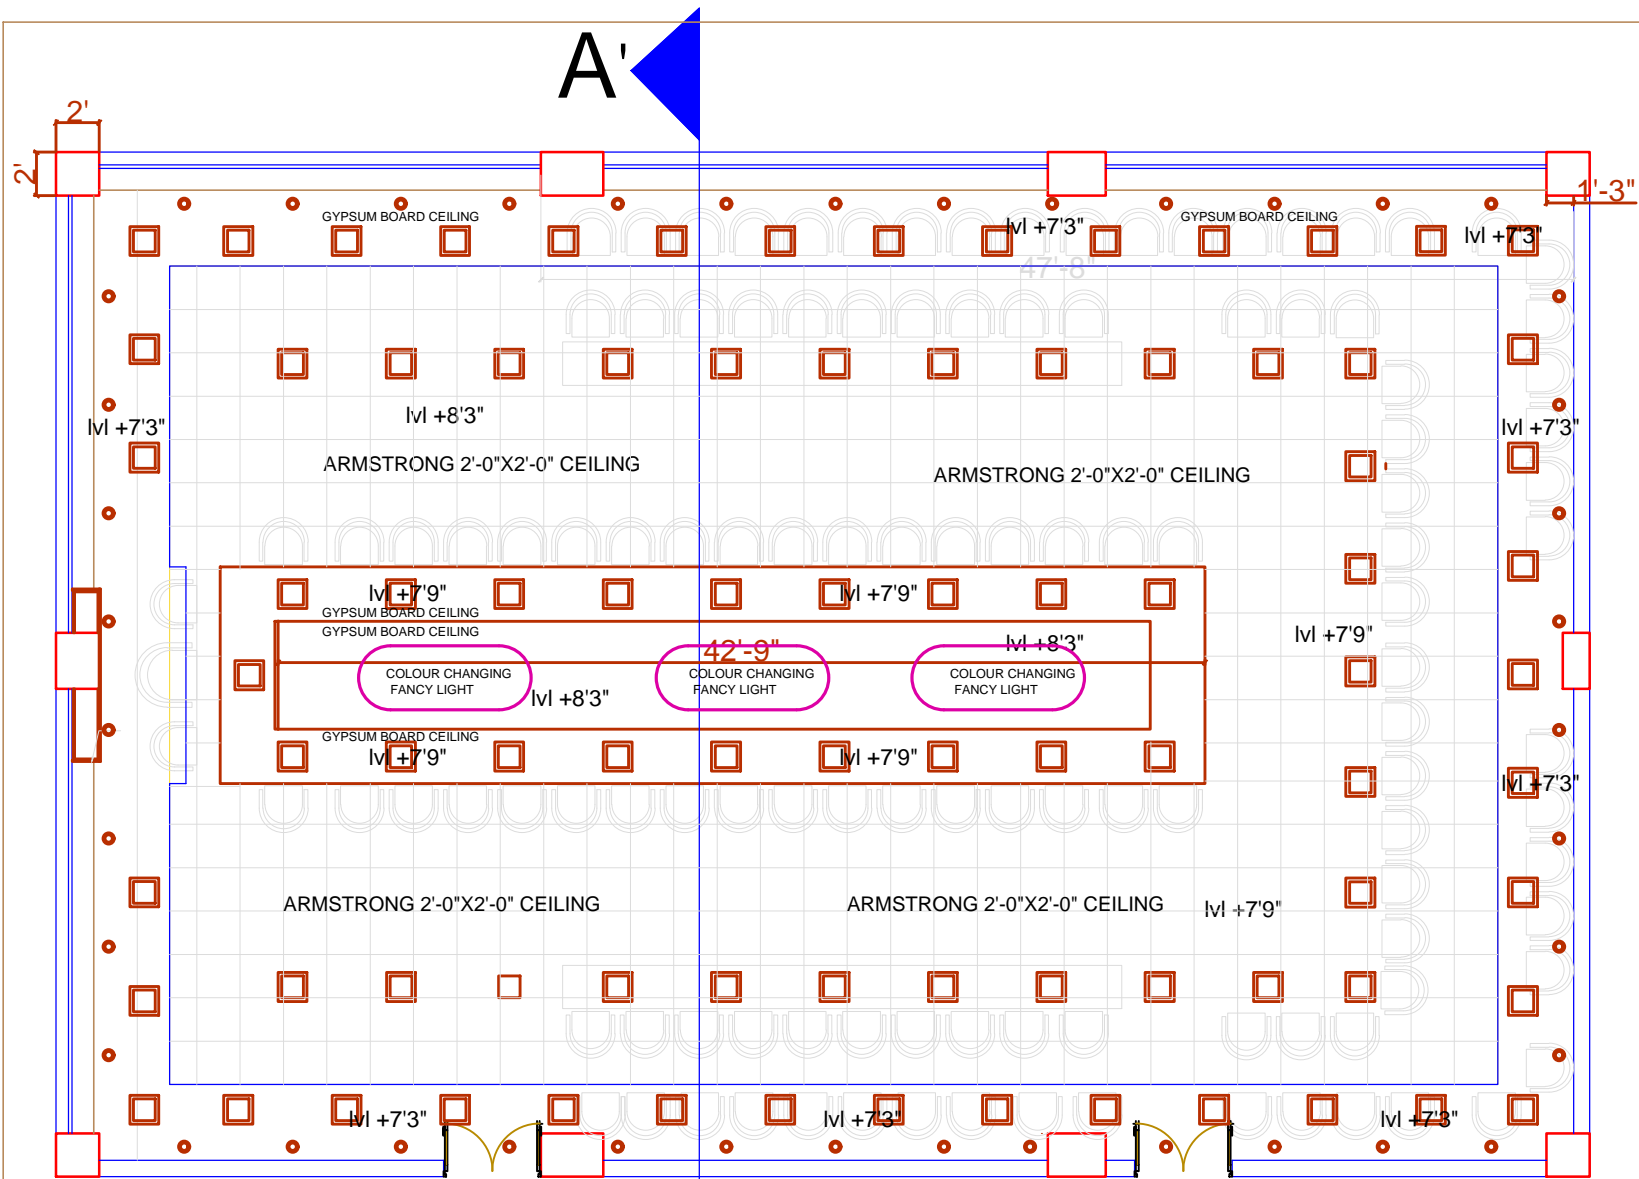 A'
2'
2'
1'-3"
GYPSUM BOARD CEILING
lvl +7'3"
GYPSUM BOARD CEILING
lvl +7'3"
47'-8"
lvl +8'3"
lvl +7'3"
lvl +7'3"
ARMSTRONG 2'-0"X2'-0" CEILING
ARMSTRONG 2'-0"X2'-0" CEILING
lvl +7'9"
lvl +7'9"
GYPSUM BOARD CEILING
GYPSUM BOARD CEILING
lvl +7'9"
42'-9"
lvl +8'3"
COLOUR CHANGING
FANCY LIGHT
COLOUR CHANGING
FANCY LIGHT
COLOUR CHANGING
FANCY LIGHT
lvl +8'3"
GYPSUM BOARD CEILING
lvl +7'9"
lvl +7'9"
lvl +7'3"
ARMSTRONG 2'-0"X2'-0" CEILING
ARMSTRONG 2'-0"X2'-0" CEILING
lvl +7'9"
lvl +7'3"
lvl +7'3"
lvl +7'3"